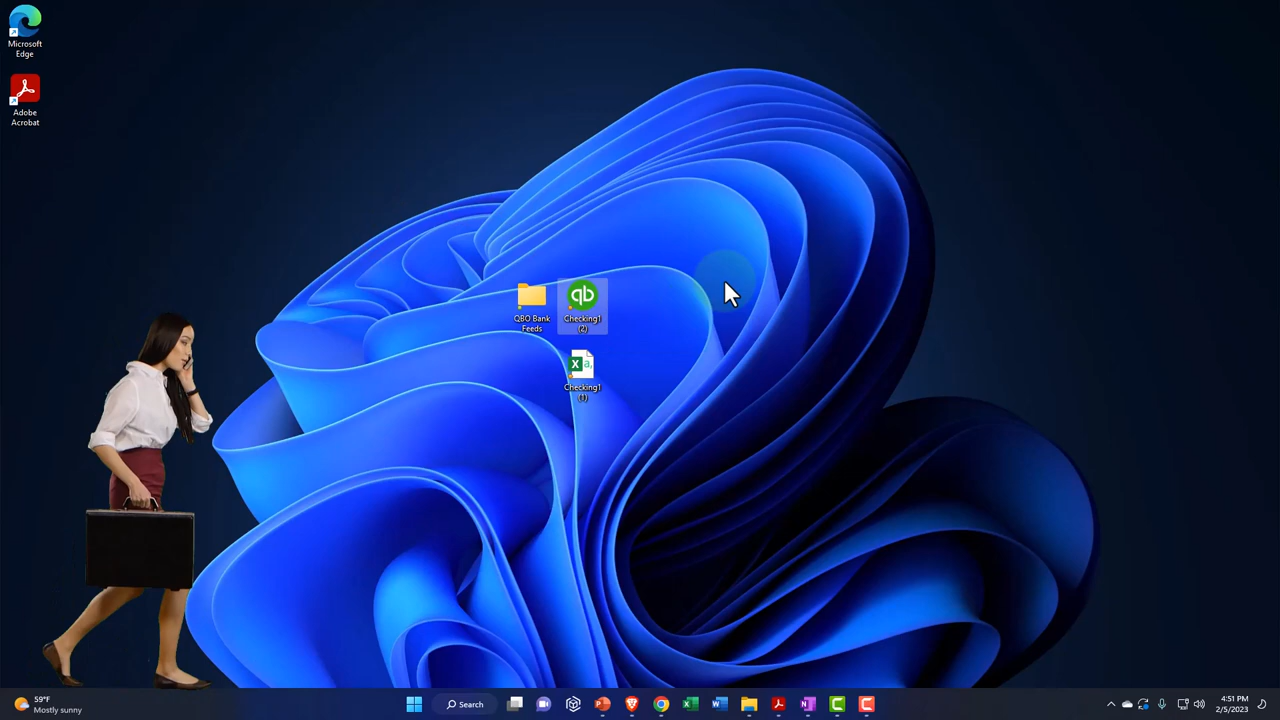 Microsoft
Edge
Adobe
Acrobat
QBO Bank
Feeds
qb
Checking1
(2)
X a,
Checking1
(1)
59°F
Mostly sunny
Search
4:51 PM
2/5/2023